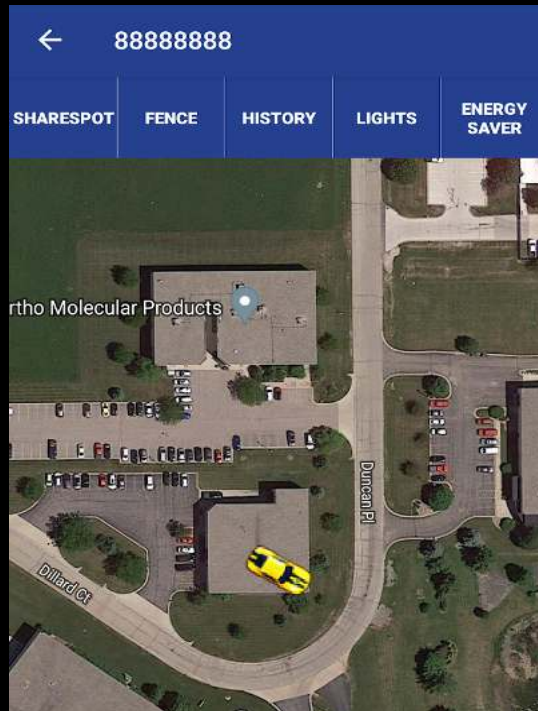 88888888
SHARESPOT
FENCE
HISTORY
LIGHTS
ENERGY
SAVER
rtho Molecular Products
Duncan Pl
Dillard Ct